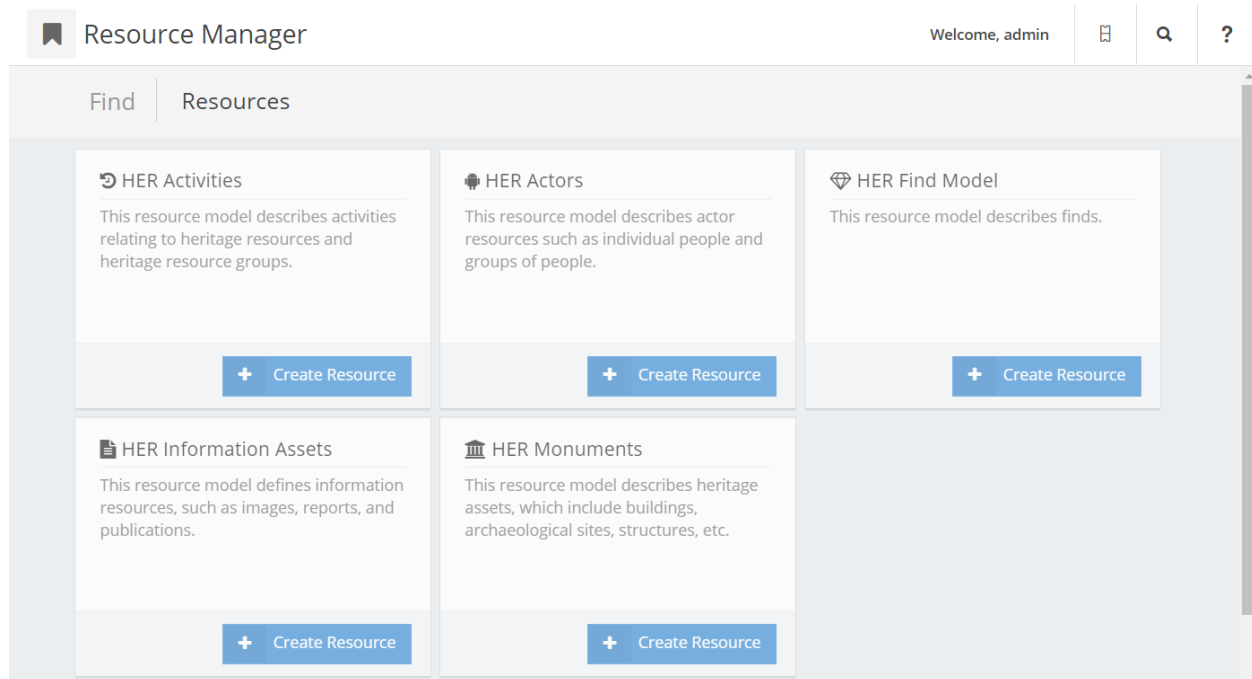 Resource Manager
Welcome, admin
?
Find
Resources
HER Activities
This resource model describes activities
relating to heritage resources and
heritage resource groups.
+ Create Resource
HER Actors
This resource model describes actor
resources such as individual people and
groups of people.
+ Create Resource
HER Find Model
This resource model describes finds.
+ Create Resource
HER Information Assets
This resource model defines information
resources, such as images, reports, and
publications.
+ Create Resource
HER Monuments
This resource model describes heritage
assets, which include buildings,
archaeological sites, structures, etc.
+ Create Resource